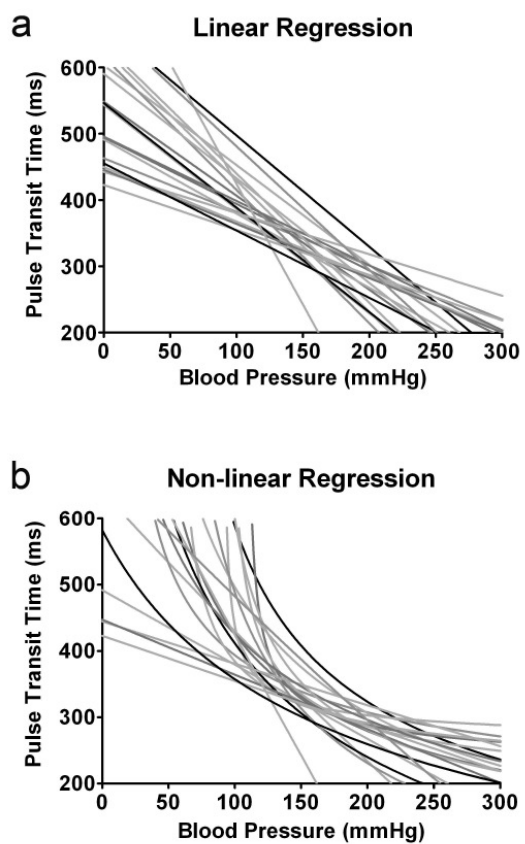 a
Linear Regression
Pulse Transit Time (ms)
600
500
400
300
200
0 50 100 150 200 250 300
Blood Pressure (mmHg)
b
Non-linear Regression
Pulse Transit Time (ms)
600
500
400
300
200
0 50 100 150 200 250 300
Blood Pressure (mmHg)